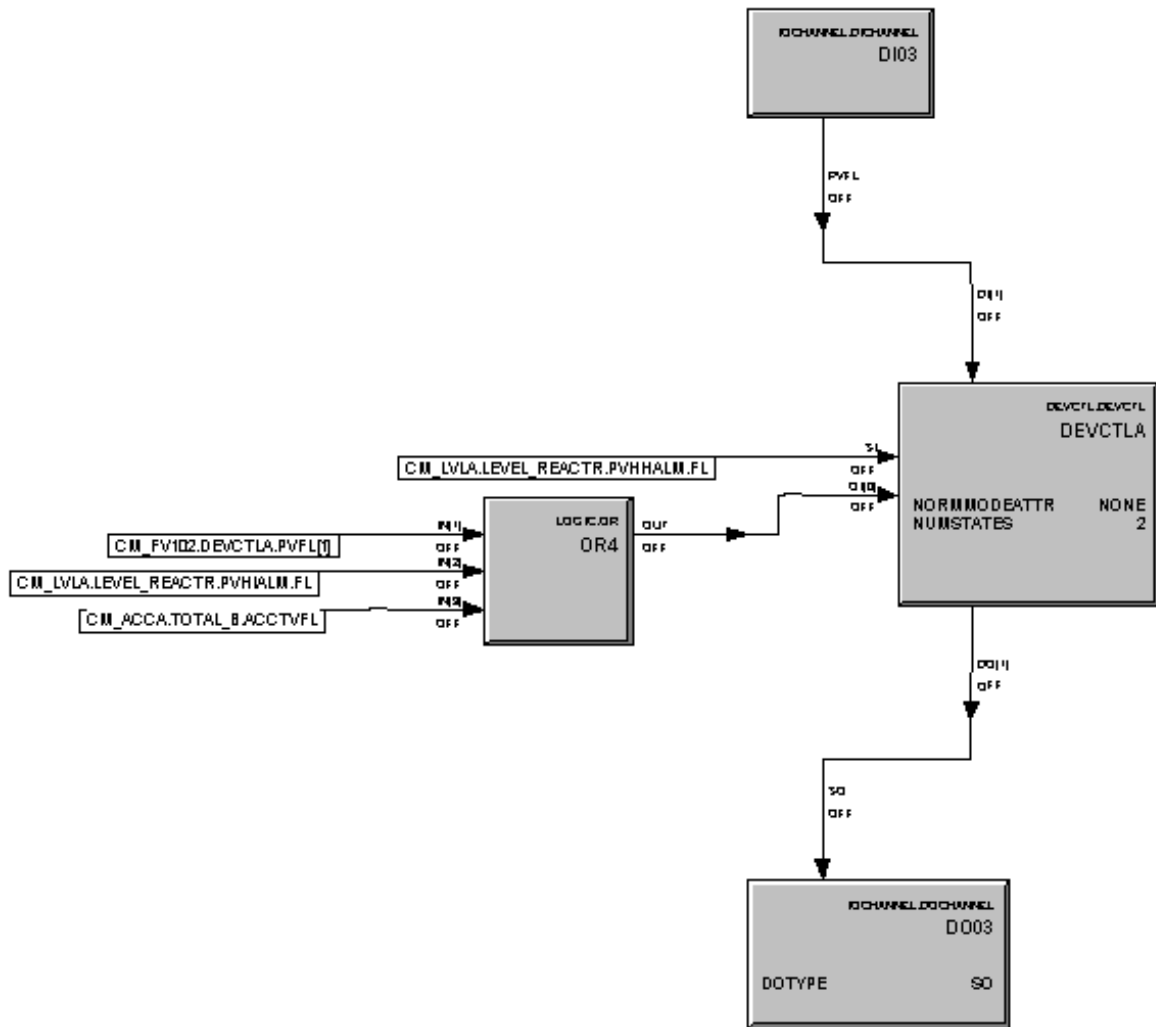 IOCHANNEL.DICHANNEL
DI03
PVFL
OFF
DI[1]
OFF
DEVCTL.DEVCTL
DEVCTLA
SI
OFF
CM_LVLA.LEVEL_REACTR.PVHHALM.FL
OI[0]
OFF
NORMMODEATTR NONE
NUMSTATES 2
LOGIC.OR
OR4
OUT
OFF
IN[1]
OFF
CM_FV102.DEVCTLA.PVFL[1]
IN[2]
OFF
CM_LVLA.LEVEL_REACTR.PVHIALM.FL
IN[3]
OFF
CM_ACCA.TOTAL_B.ACCTVFL
DO[1]
OFF
SO
OFF
IOCHANNEL.DOCHANNEL
DO03
DOTYPE SO